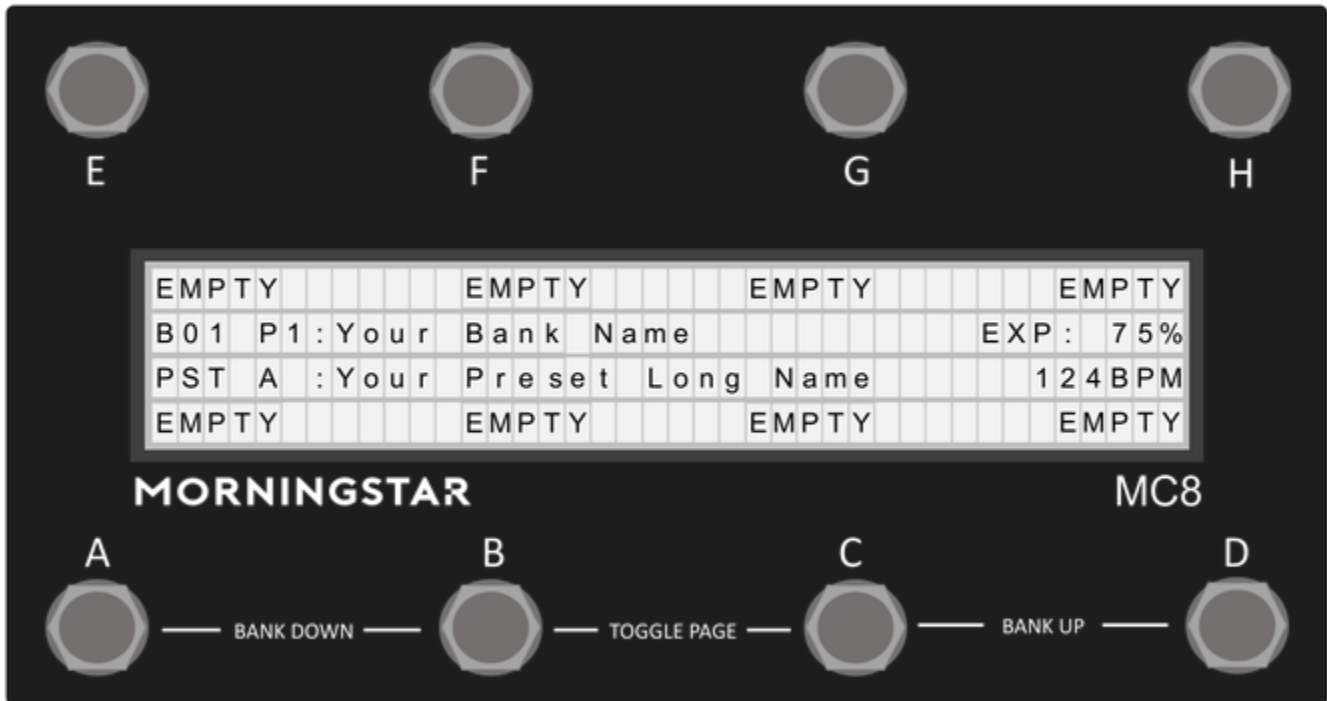 E F G H
EMPTY EMPTY EMPTY EMPTY
B01 P1:Your Bank Name EXP: 75%
PST A :Your Preset Long Name 124BPM
EMPTY EMPTY EMPTY EMPTY
MORNINGSTAR MC8
A B C D
BANK DOWN TOGGLE PAGE BANK UP